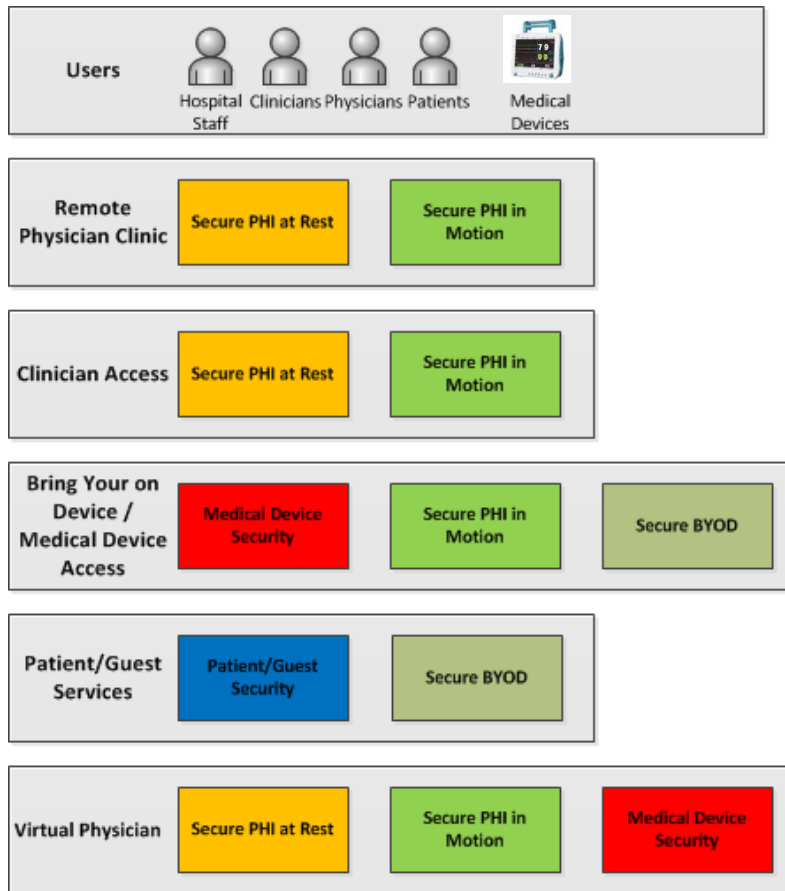 Users
Hospital Staff
Clinicians
Physicians
Patients
Medical Devices
79
99
Remote
Physician Clinic
Secure PHI at Rest
Secure PHI in
Motion
Clinician Access
Secure PHI at Rest
Secure PHI in
Motion
Bring Your on
Device /
Medical Device
Access
Medical Device
Security
Secure PHI in
Motion
Secure BYOD
Patient/Guest
Services
Patient/Guest
Security
Secure BYOD
Virtual Physician
Secure PHI at Rest
Secure PHI in
Motion
Medical Device
Security